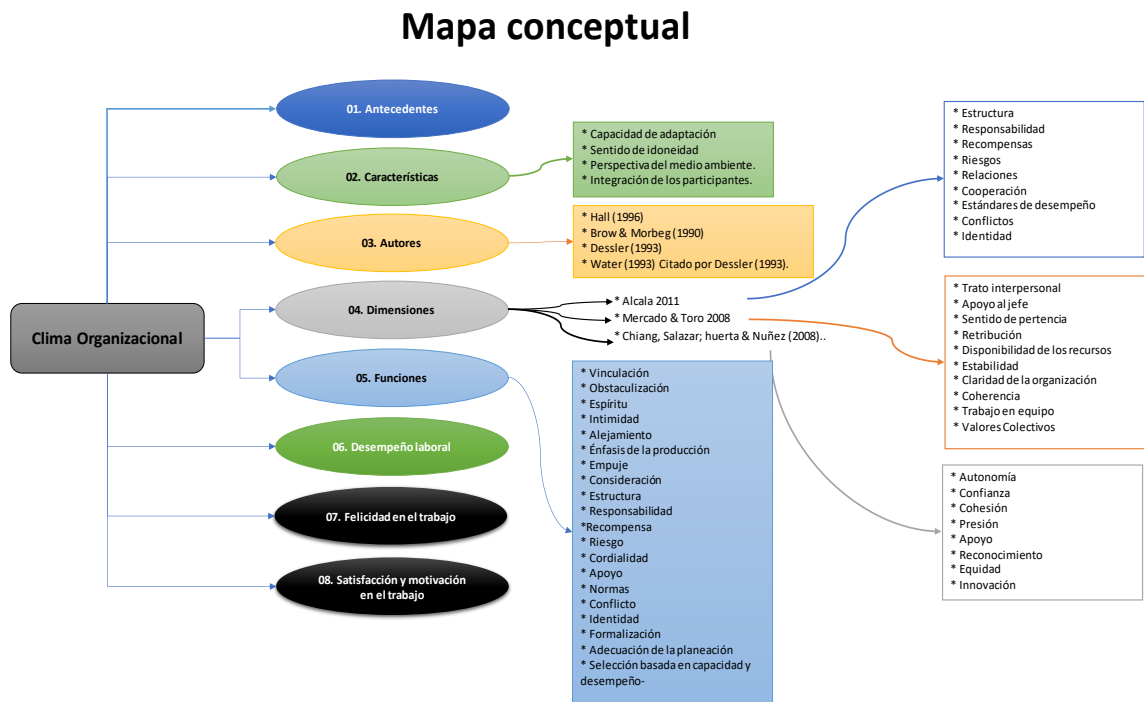 Mapa conceptual
Clima Organizacional
01. Antecedentes
02. Características
* Capacidad de adaptación
* Sentido de idoneidad
* Perspectiva del medio ambiente.
* Integración de los participantes.
03. Autores
* Hall (1996)
* Brow & Morbeg (1990)
* Dessler (1993)
* Water (1993) Citado por Dessler (1993).
04. Dimensiones
* Alcala 2011
* Mercado & Toro 2008
* Chiang, Salazar; huerta & Nuñez (2008)..
* Estructura
* Responsabilidad
* Recompensas
* Riesgos
* Relaciones
* Cooperación
* Estándares de desempeño
* Conflictos
* Identidad
* Trato interpersonal
* Apoyo al jefe
* Sentido de pertencia
* Retribución
* Disponibilidad de los recursos
* Estabilidad
* Claridad de la organización
* Coherencia
* Trabajo en equipo
* Valores Colectivos
* Autonomía
* Confianza
* Cohesión
* Presión
* Apoyo
* Reconocimiento
* Equidad
* Innovación
05. Funciones
* Vinculación
* Obstaculización
* Espíritu
* Intimidad
* Alejamiento
* Énfasis de la producción
* Empuje
* Consideración
* Estructura
* Responsabilidad
*Recompensa
* Riesgo
* Cordialidad
* Apoyo
* Normas
* Conflicto
* Identidad
* Formalización
* Adecuación de la planeación
* Selección basada en capacidad y
desempeño-
06. Desempeño laboral
07. Felicidad en el trabajo
08. Satisfacción y motivación
en el trabajo